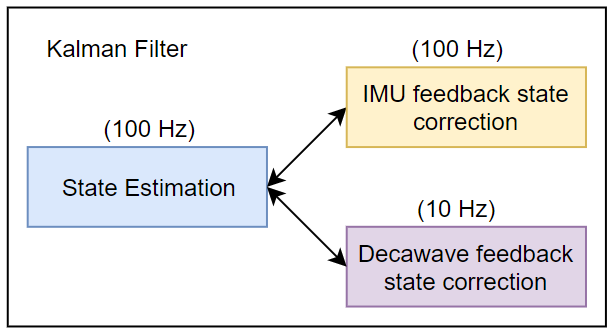 Kalman Filter
(100 Hz)
State Estimation
(100 Hz)
IMU feedback state
correction
(10 Hz)
Decawave feedback
state correction